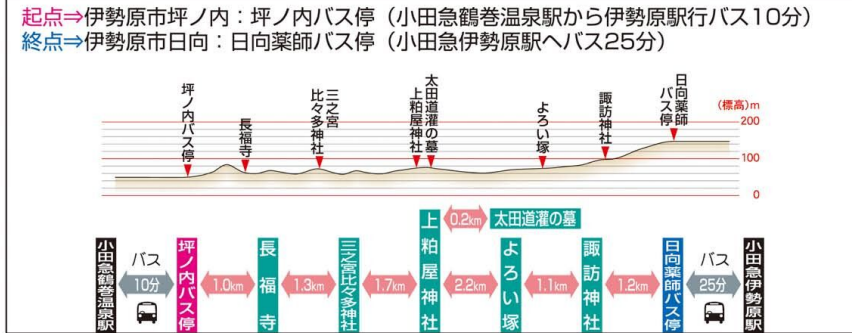 起点⇒伊勢原市坪ノ内：坪ノ内バス停（小田急鶴巻温泉駅から伊勢原駅行バス10分）
終点⇒伊勢原市日向：日向薬師バス停（小田急伊勢原駅へバス25分）
坪ノ内バス停
長福寺
三之宮
比々多神社
太田道灌の墓
上粕屋神社
よろい塚
諏訪神社
日向薬師
バス停
(標高)m
200
100
0
0.2km
太田道灌の墓
小田急鶴巻温泉駅
バス
10分
坪ノ内バス停
1.0km
長福寺
1.3km
三之宮比々多神社
1.7km
上粕屋神社
2.2km
よろい塚
1.1km
諏訪神社
1.2km
日向薬師バス停
バス
25分
小田急伊勢原駅